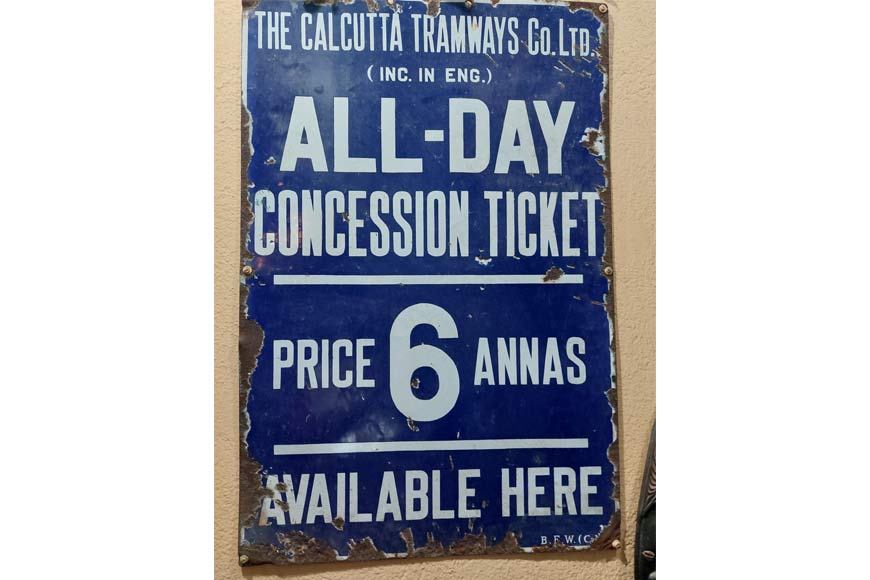 THE CALCUTTA TRAMWAYS CO. LTD.
(INC. IN ENG.)
ALL-DAY
CONCESSION TICKET
PRICE 6 ANNAS
AVAILABLE HERE